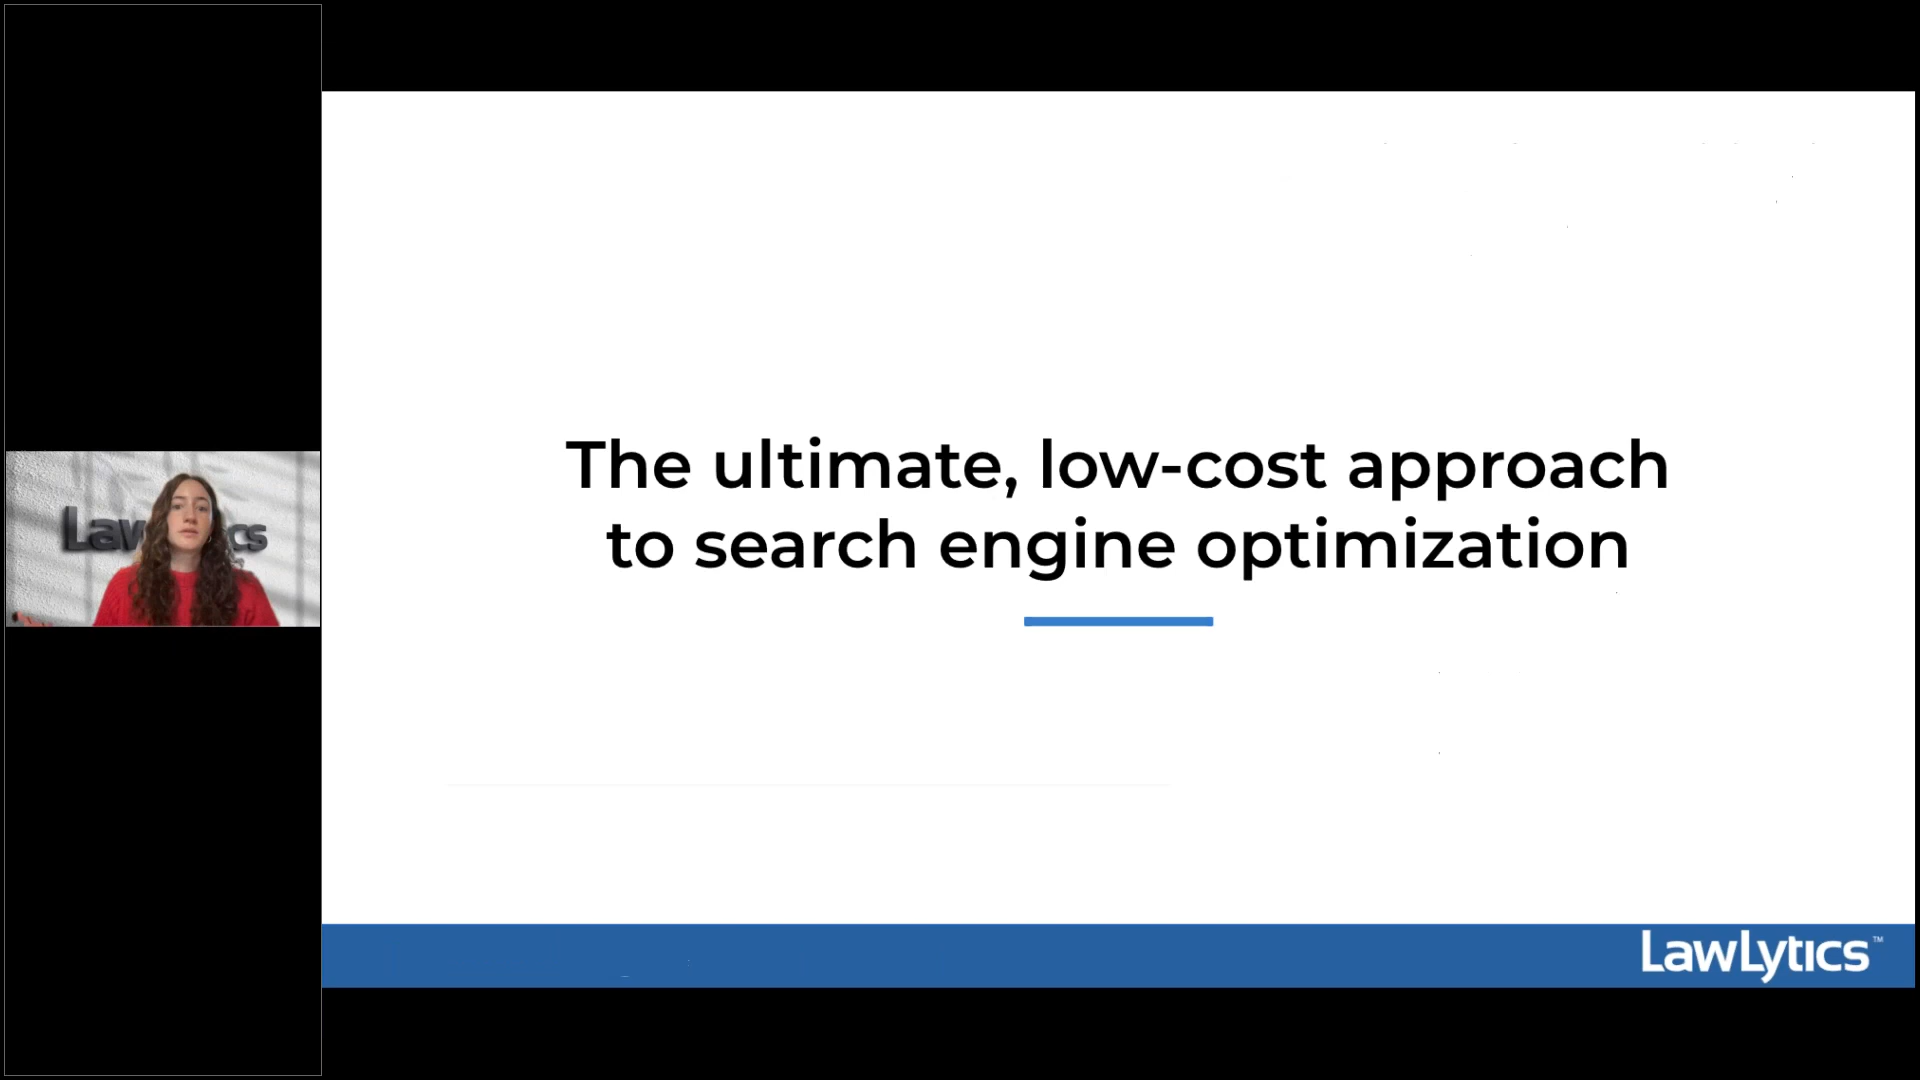 The ultimate, low-cost approach
to search engine optimization
LawLytics™